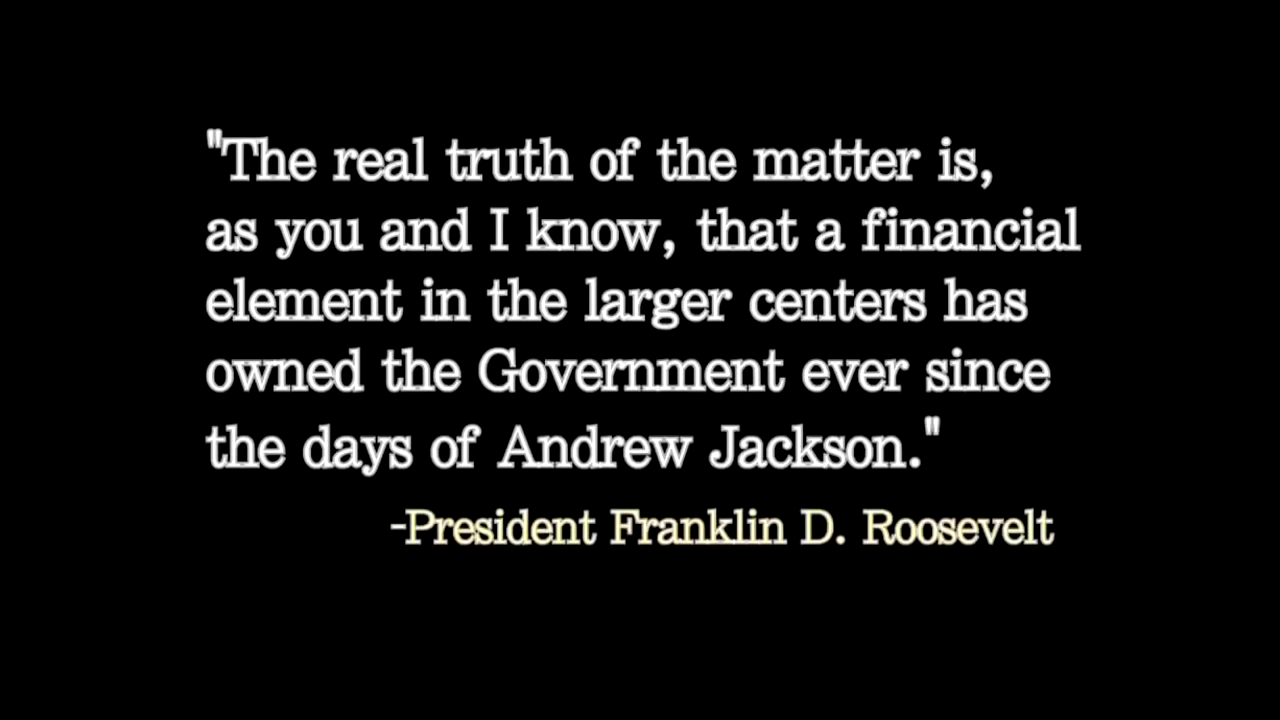 "The real truth of the matter is,
as you and I know, that a financial
element in the larger centers has
owned the Government ever since
the days of Andrew Jackson."
-President Franklin D. Roosevelt